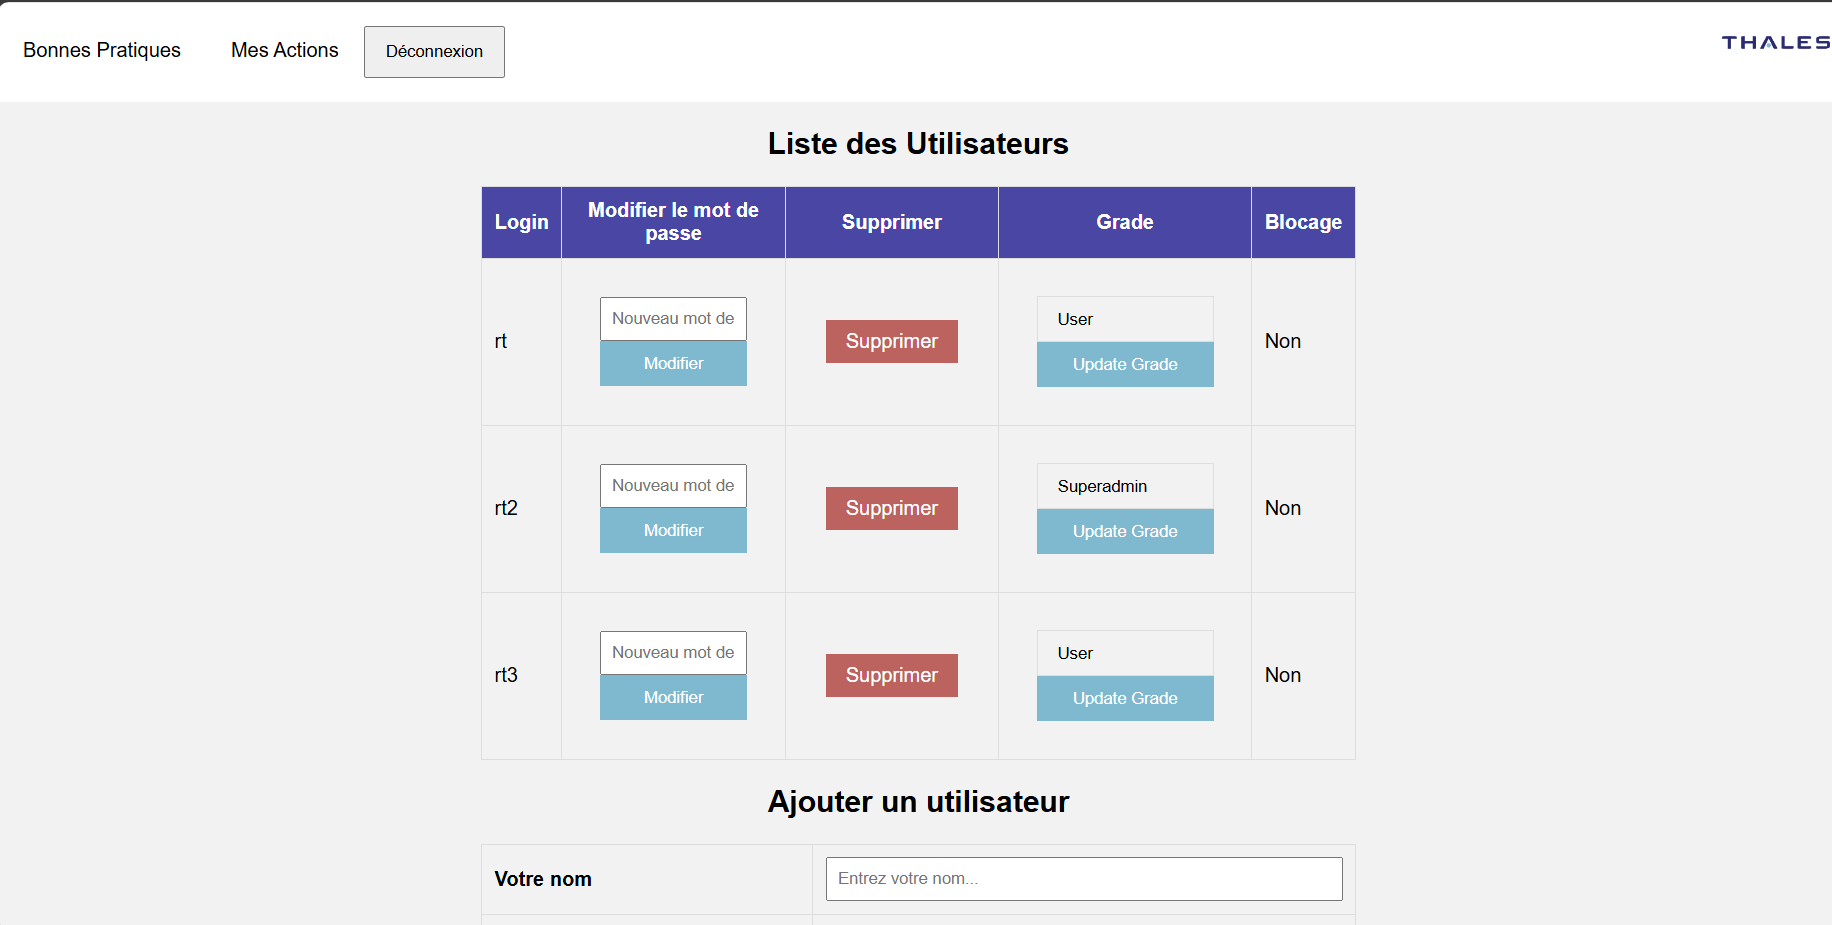 Bonnes Pratiques
Mes Actions
Déconnexion
THALES
Liste des Utilisateurs
Login
Modifier le mot de
passe
Supprimer
Grade
Blocage
rt
Nouveau mot de
Modifier
Supprimer
User
Update Grade
Non
rt2
Nouveau mot de
Modifier
Supprimer
Superadmin
Update Grade
Non
rt3
Nouveau mot de
Modifier
Supprimer
User
Update Grade
Non
Ajouter un utilisateur
Votre nom
Entrez votre nom...